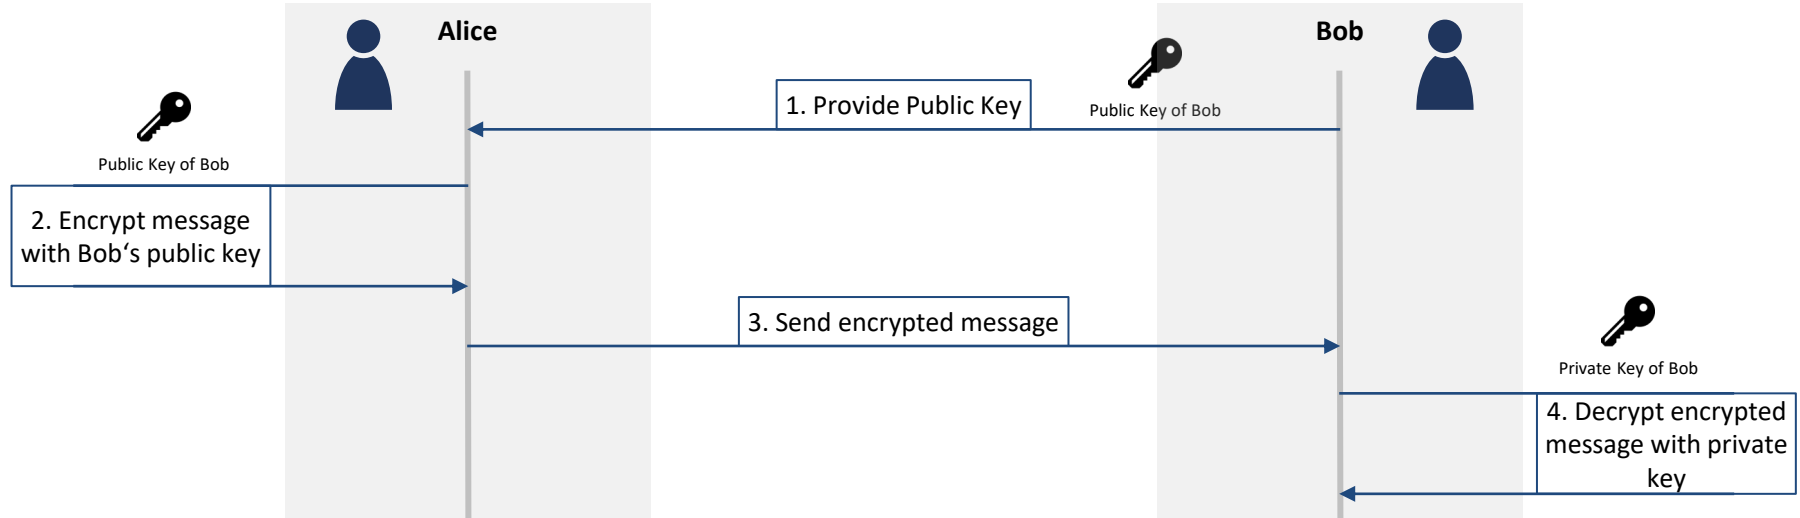 Alice
Bob
1. Provide Public Key
Public Key of Bob
Public Key of Bob
2. Encrypt message
with Bob‘s public key
3. Send encrypted message
Private Key of Bob
4. Decrypt encrypted
message with private
key